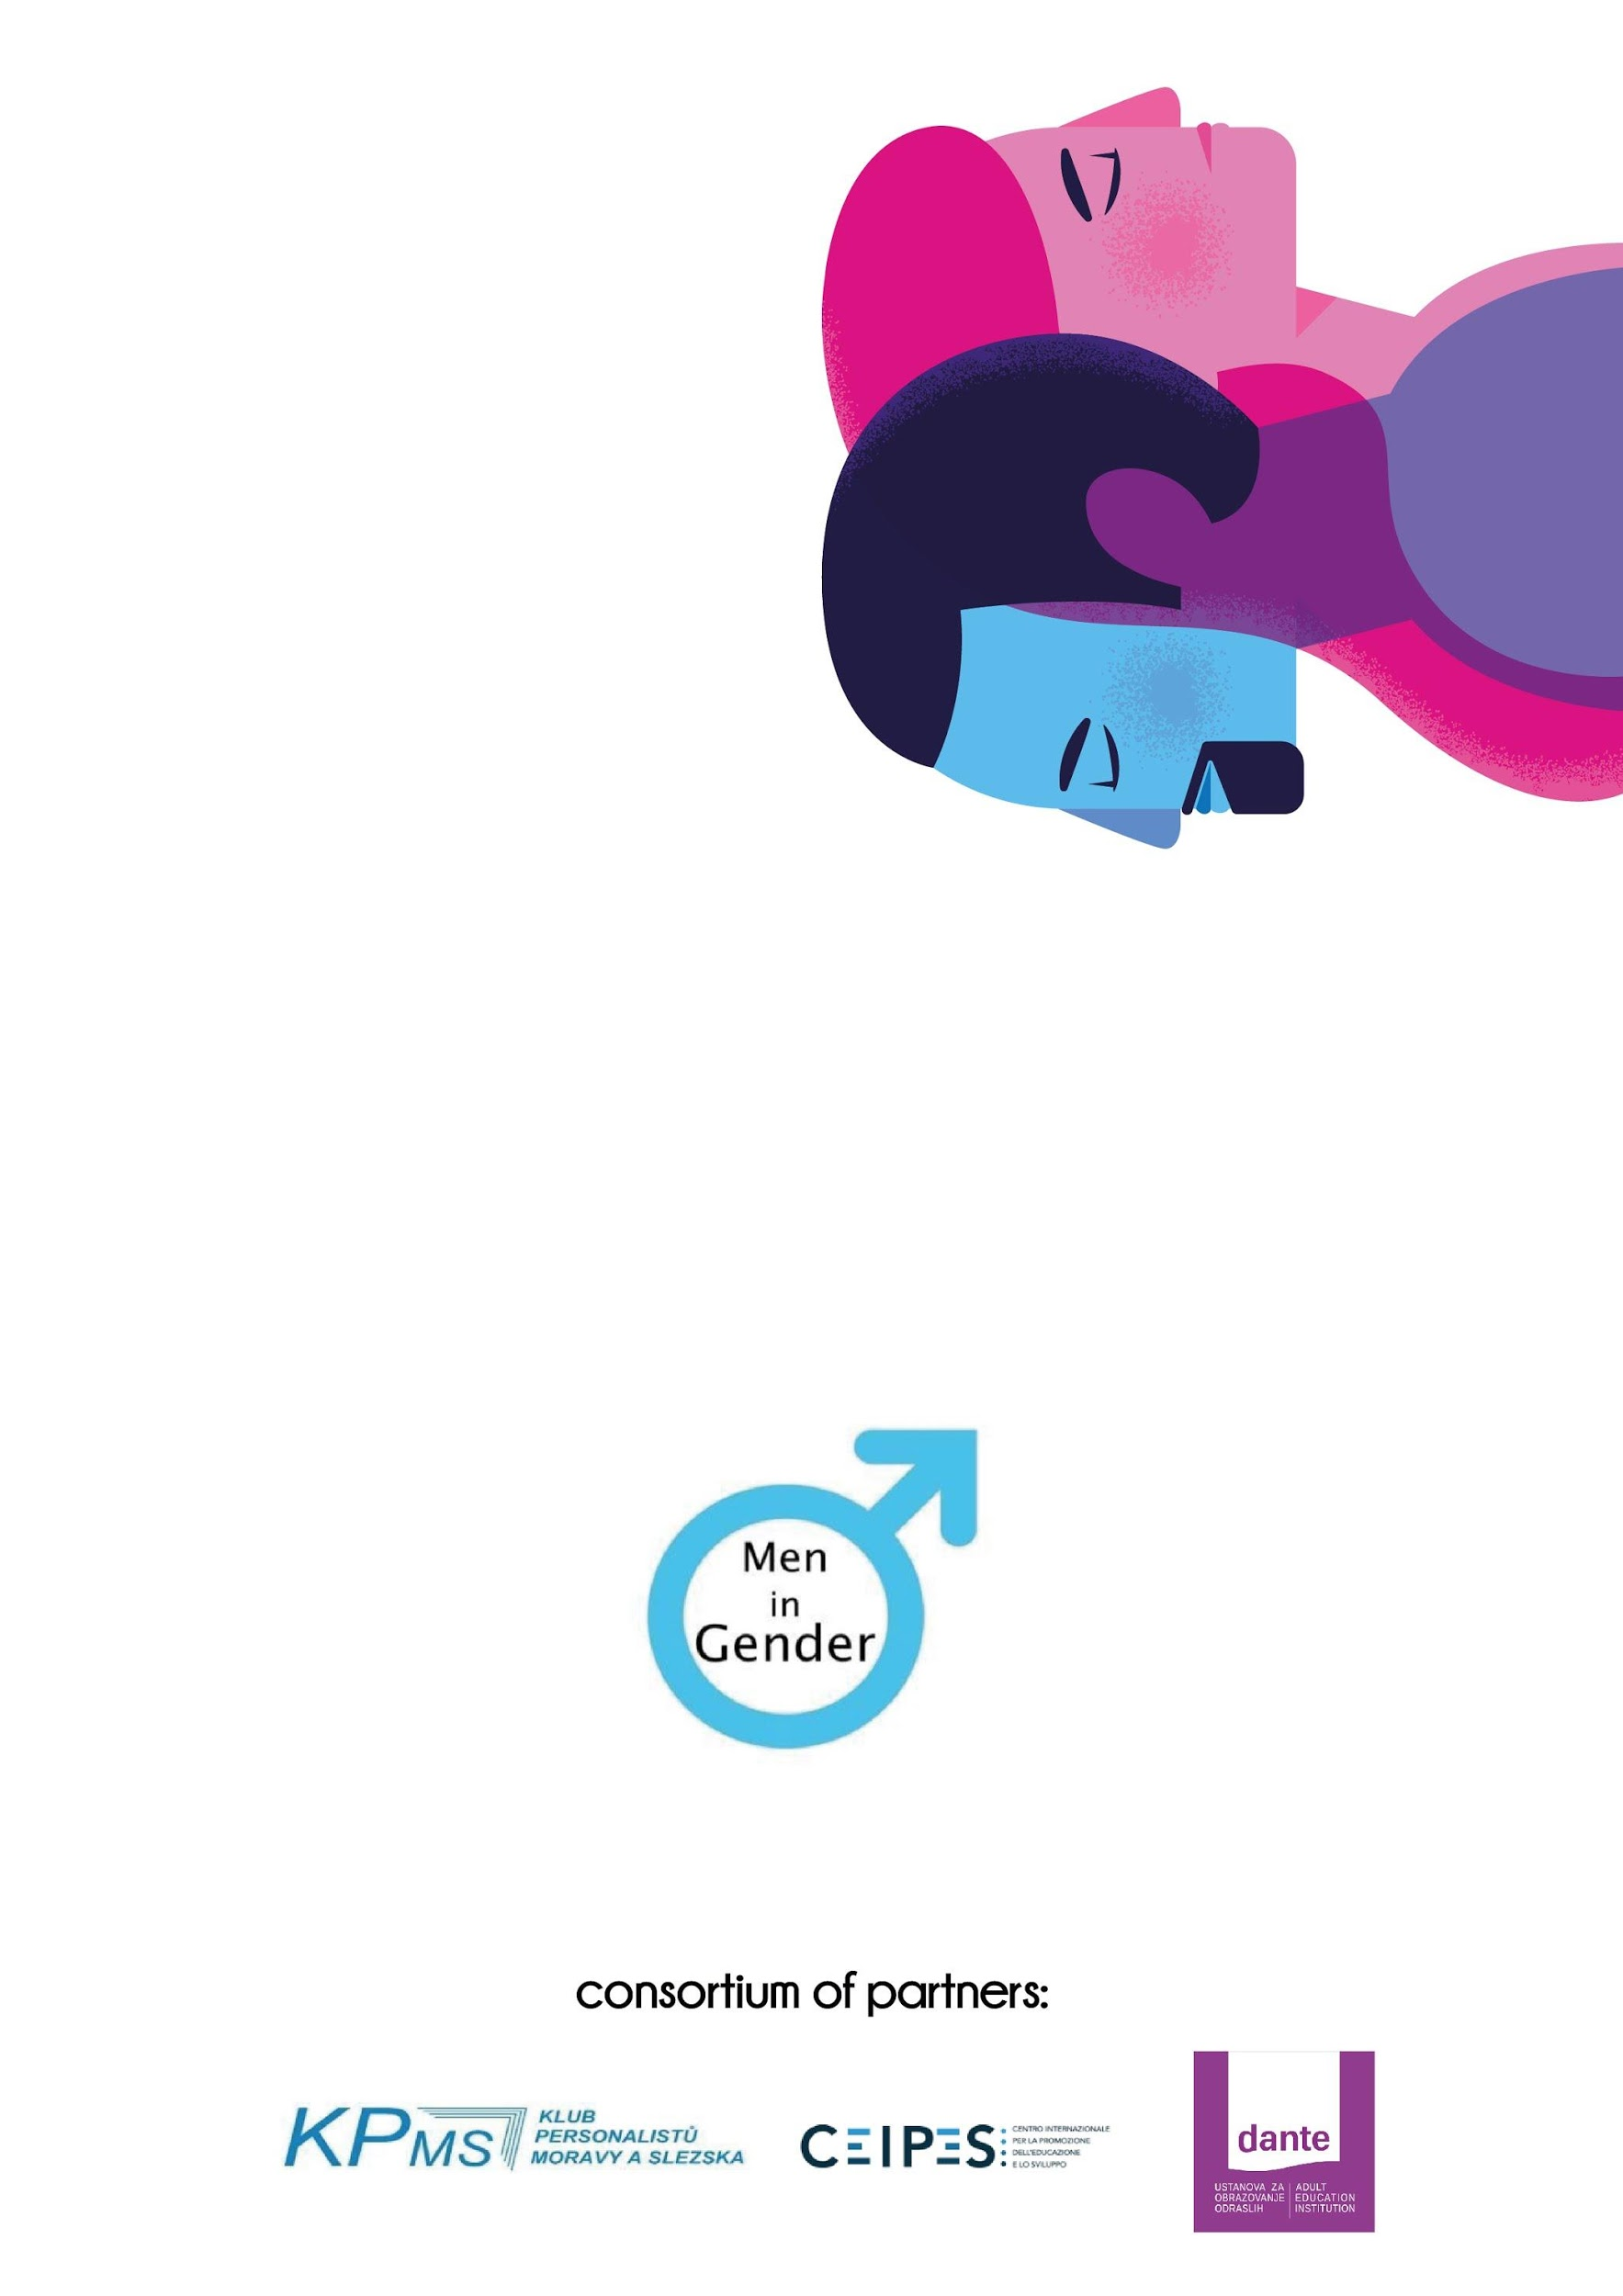 Men
in
Gender
consortium of partners:
KPMS
KLUB
PERSONALISTŮ
MORAVY A SLEZSKA
CEIPES
CENTRO INTERNAZIONALE
PER LA PROMOZIONE
DELL'EDUCAZIONE
E LO SVILUPPO
dante
USTANOVA ZA
OBRAZOVANJE
ODRASLIH
ADULT
EDUCATION
INSTITUTION